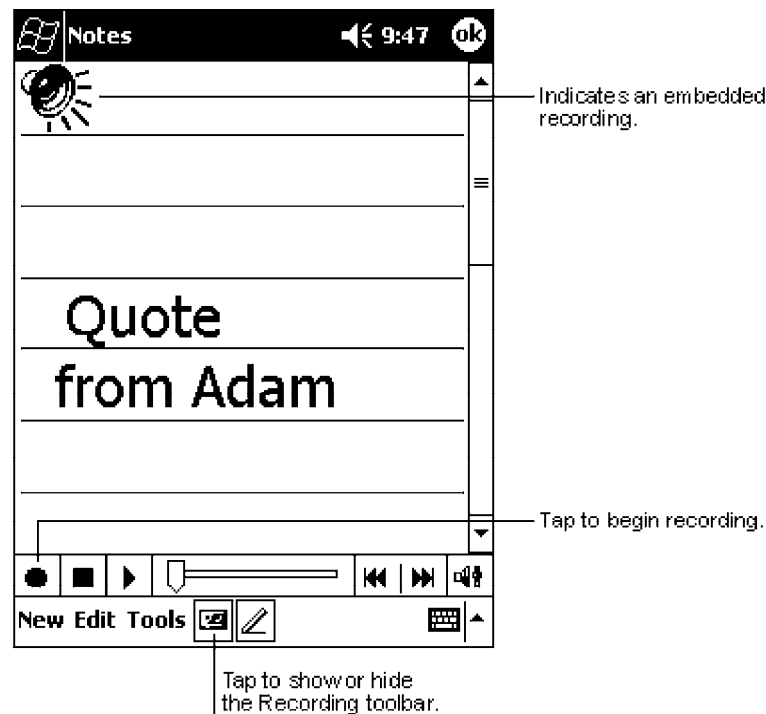 Notes 9:47 ok
Indicates an embedded
recording.
Quote
from Adam
Tap to begin recording.
New Edit Tools
Tap to show or hide
the Recording toolbar.